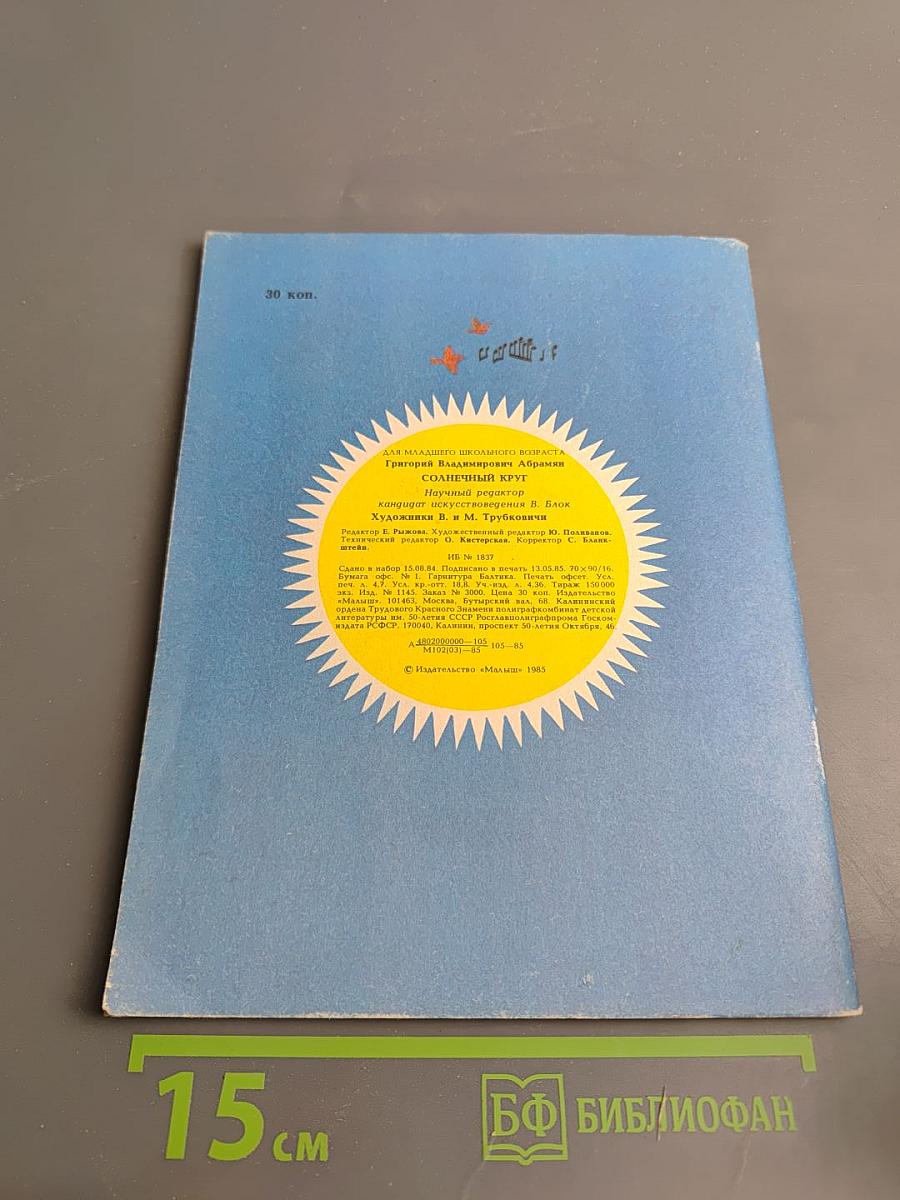 30 коп.
ДЛЯ МЛАДШЕГО ШКОЛЬНОГО ВОЗРАСТА
Григорий Владимирович Абрамян
СОЛНЕЧНЫЙ КРУГ
Научный редактор
кандидат искусствоведения В. Блок
Художники В. и М. Трубковичи
Редактор Е. Рыжова. Художественный редактор Ю. Поливанов.
Технический редактор О. Кистерская. Корректор С. Бланк-
штейн.
ИБ № 1837
Сдано в набор 15.08.84. Подписано в печать 13.05.85. 70×90/16.
Бумага офс. № 1. Гарнитура Балтика. Печать офсет. Усл.
печ. л. 4,7. Усл. кр.-отт. 18,8. Уч.-изд. л. 4,36. Тираж 150 000
экз. Изд. № 1145. Заказ № 3000. Цена 30 коп. Издательство
«Малыш». 101463, Москва, Бутырский вал, 68. Калининский
ордена Трудового Красного Знамени полиграфкомбинат детской
литературы им. 50-летия СССР Росглавполиграфпрома Госком-
издата РСФСР. 170040, Калинин, проспект 50-летия Октября, 46
А 4802000000—105
М102(03)—85 105—85
© Издательство «Малыш» 1985
15 см
БФ БИБЛИОФАН